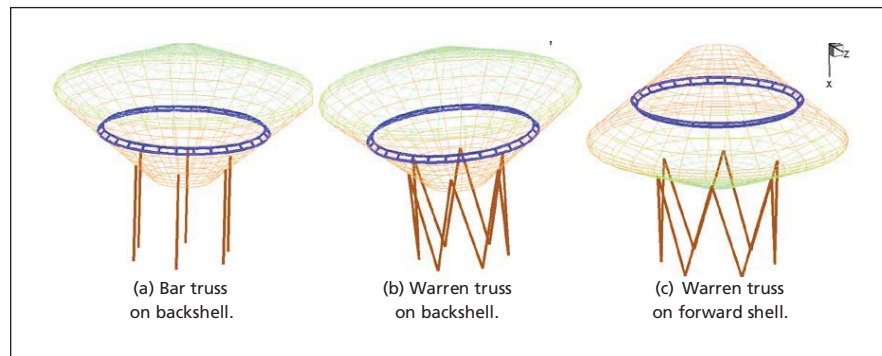 z
x
(a) Bar truss
on backshell.
(b) Warren truss
on backshell.
(c) Warren truss
on forward shell.